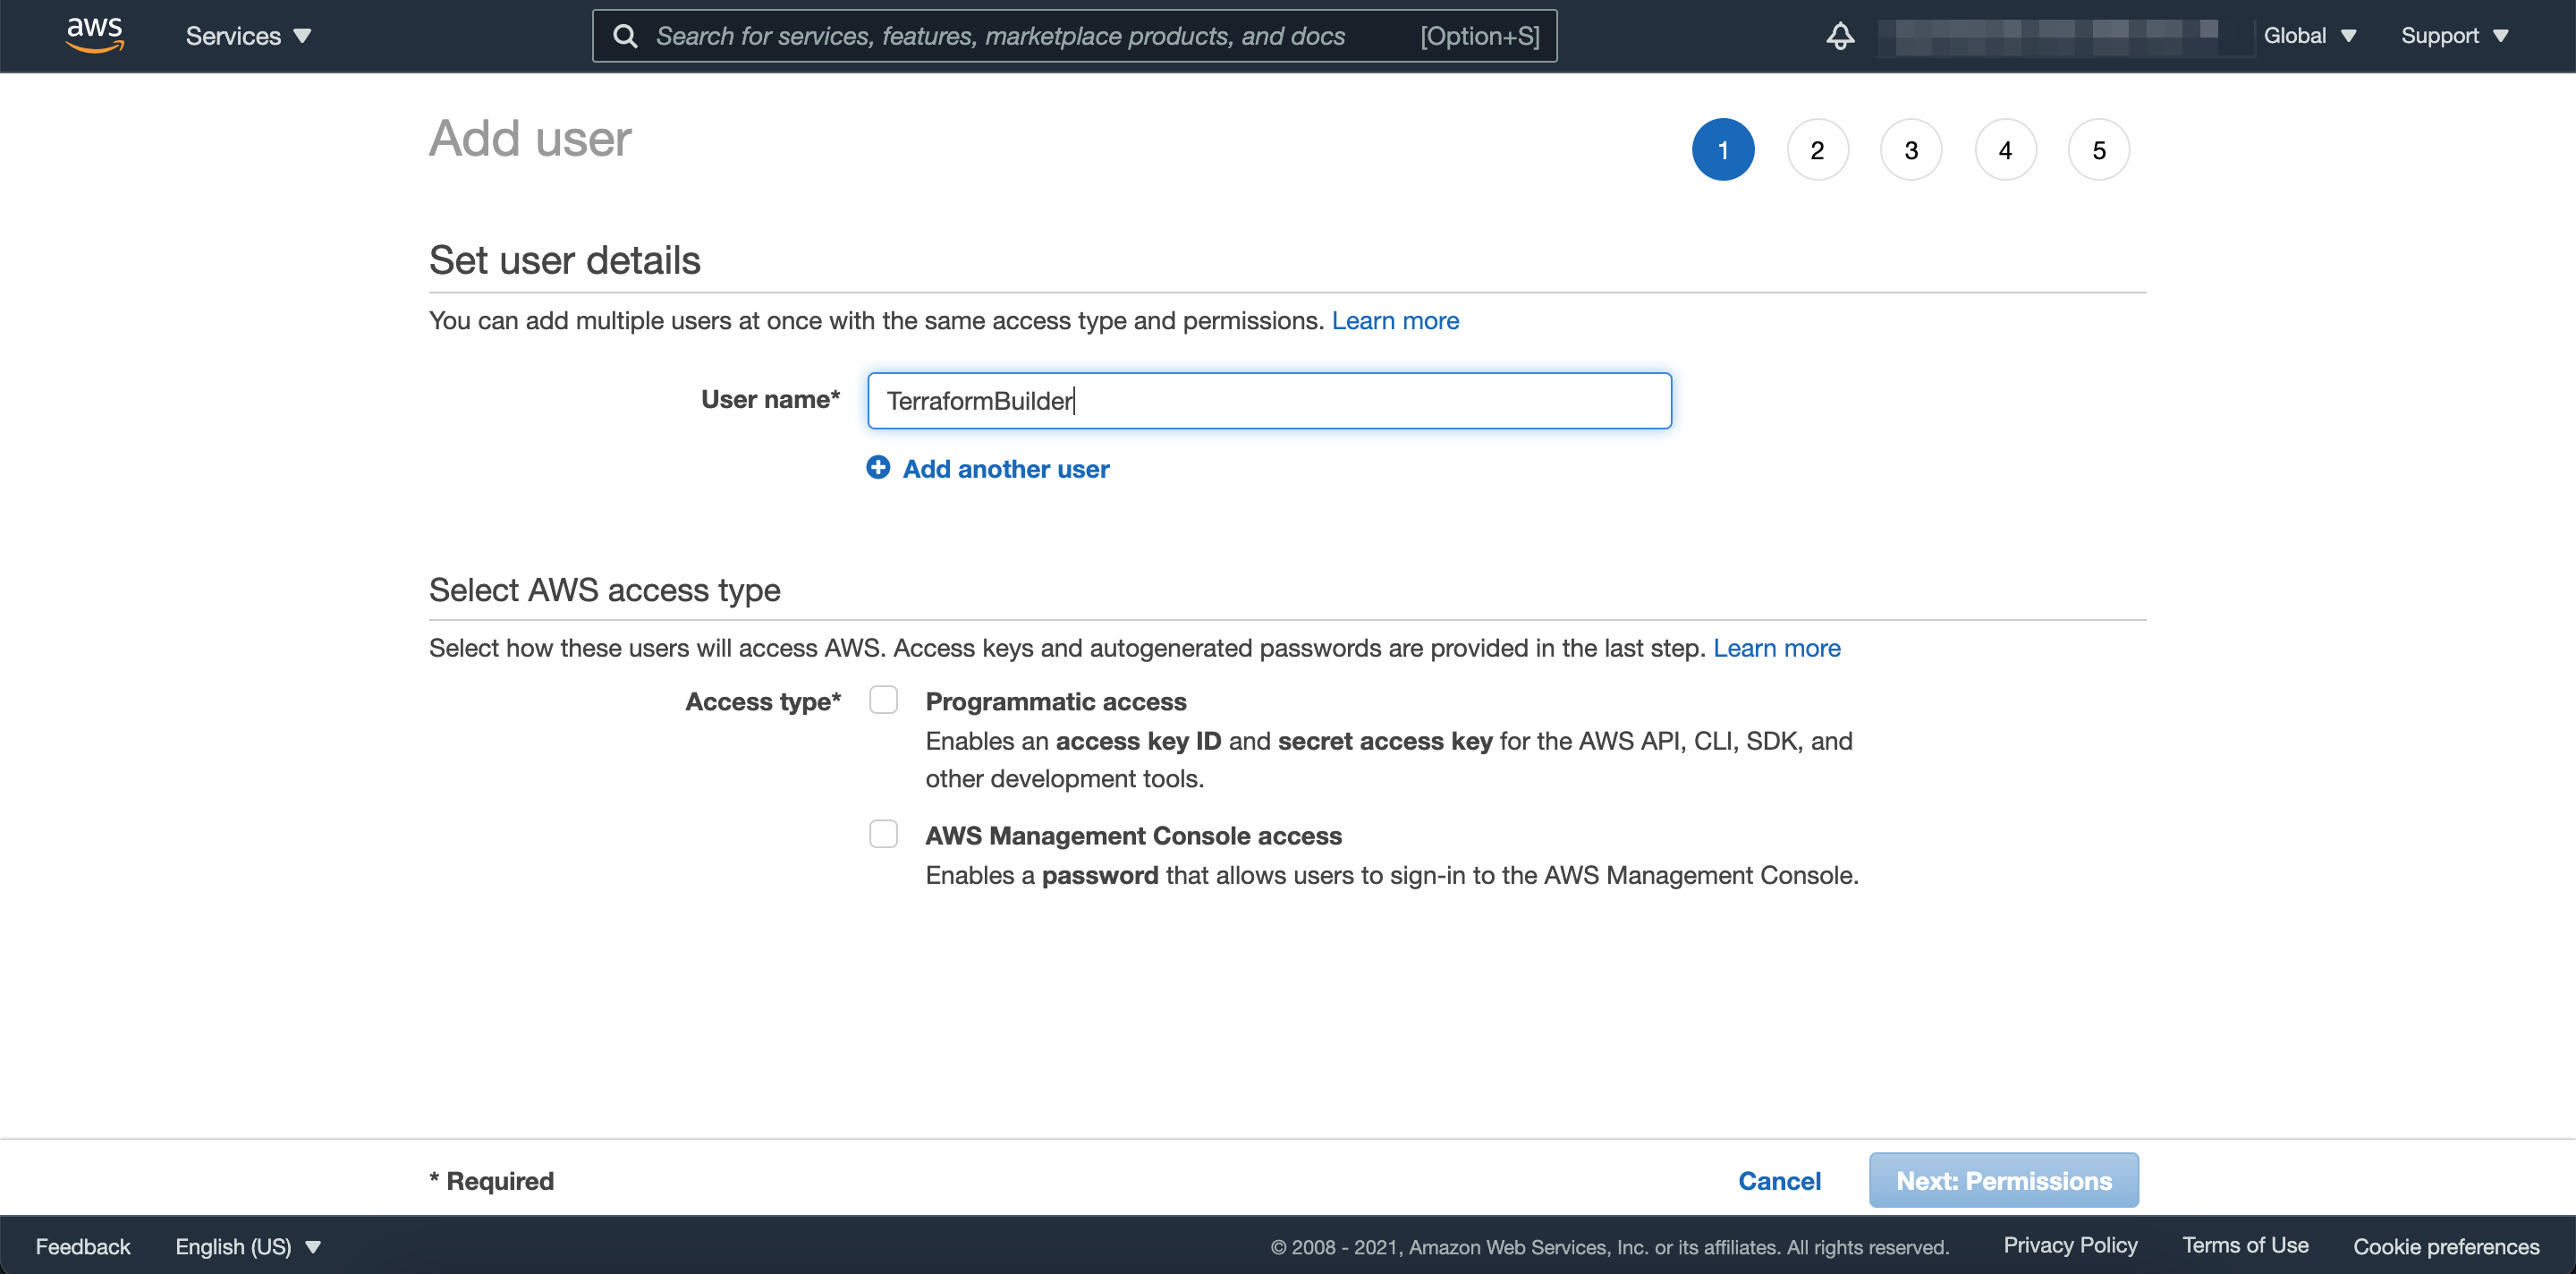 aws Services Search for services, features, marketplace products, and docs [Option+S] Global Support
Add user 1 2 3 4 5
Set user details
You can add multiple users at once with the same access type and permissions. Learn more
User name* TerraformBuilder
Add another user
Select AWS access type
Select how these users will access AWS. Access keys and autogenerated passwords are provided in the last step. Learn more
Access type* Programmatic access
Enables an access key ID and secret access key for the AWS API, CLI, SDK, and
other development tools.
AWS Management Console access
Enables a password that allows users to sign-in to the AWS Management Console.
* Required Cancel Next: Permissions
Feedback English (US) © 2008 - 2021, Amazon Web Services, Inc. or its affiliates. All rights reserved. Privacy Policy Terms of Use Cookie preferences